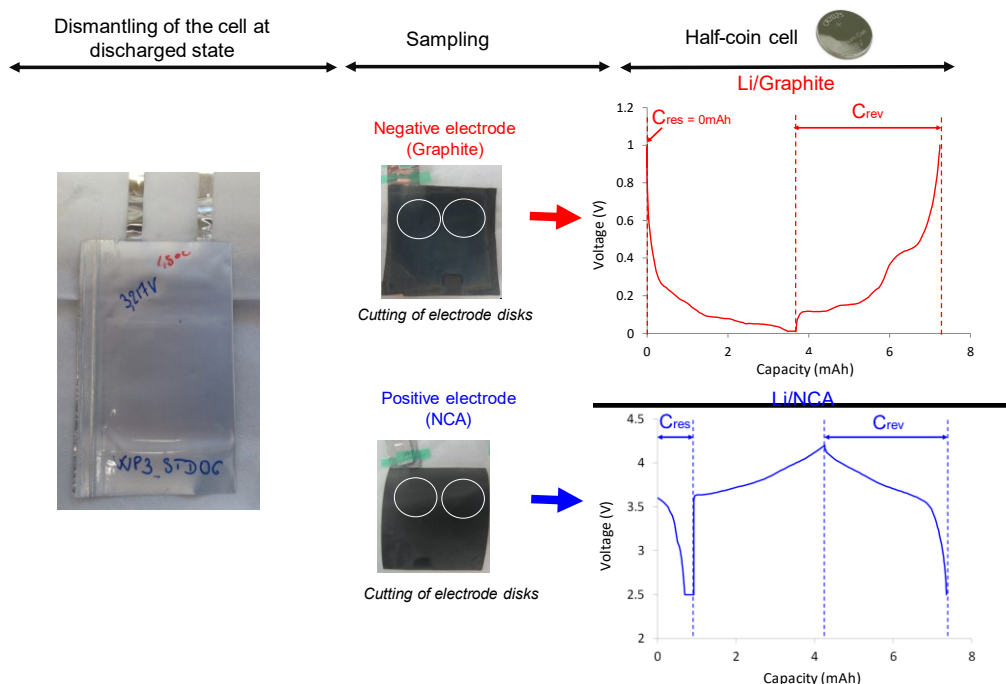 Dismantling of the cell at
discharged state
Sampling
Half-coin cell
Li/Graphite
Negative electrode
(Graphite)
Cutting of electrode disks
Cres = 0mAh
Crev
1.2
1
0.8
0.6
0.4
0.2
0
Voltage (V)
0
2
4
6
8
Capacity (mAh)
3,217V
Positive electrode
(NCA)
Cutting of electrode disks
Li/NCA
Cres
Crev
4.5
4
3.5
3
2.5
2
Voltage (V)
0
2
4
6
8
Capacity (mAh)